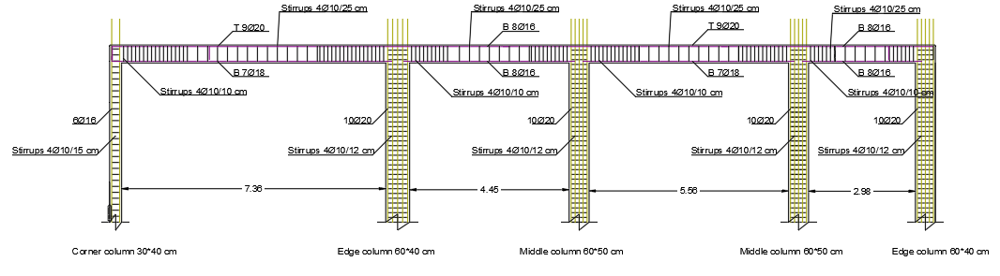 Stirrups 4Ø10/25 cm
Stirrups 4Ø10/25 cm
Stirrups 4Ø10/25 cm
Stirrups 4Ø10/25 cm
T 9Ø20
B 8Ø16
T 9Ø20
B 8Ø16
B 7Ø18
B 8Ø16
B 7Ø18
B 8Ø16
Stirrups 4Ø10/10 cm
Stirrups 4Ø10/10 cm
Stirrups 4Ø10/10 cm
Stirrups 4Ø10/10 cm
6Ø16
10Ø20
10Ø20
10Ø20
10Ø20
Stirrups 4Ø10/15 cm
Stirrups 4Ø10/12 cm
Stirrups 4Ø10/12 cm
Stirrups 4Ø10/12 cm
Stirrups 4Ø10/12 cm
7.36
4.45
5.56
2.98
Corner column 30*40 cm
Edge column 60*40 cm
Middle column 60*50 cm
Middle column 60*50 cm
Edge column 60*40 cm